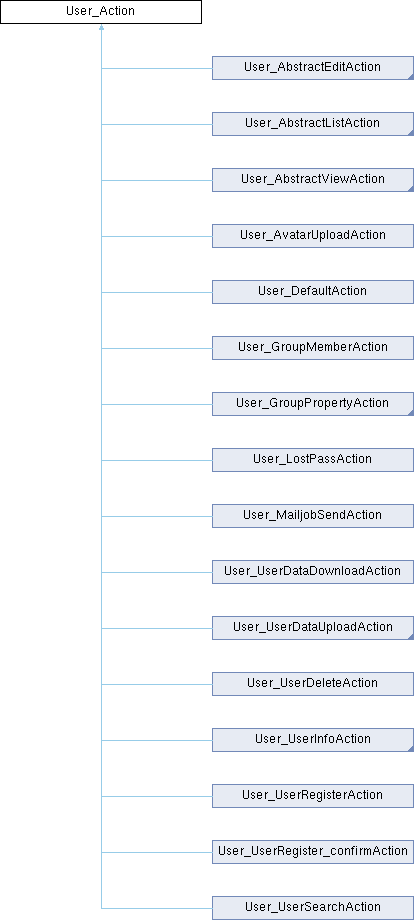 User_Action
User_AbstractEditAction
User_AbstractListAction
User_AbstractViewAction
User_AvatarUploadAction
User_DefaultAction
User_GroupMemberAction
User_GroupPropertyAction
User_LostPassAction
User_MailjobSendAction
User_UserDataDownloadAction
User_UserDataUploadAction
User_UserDeleteAction
User_UserInfoAction
User_UserRegisterAction
User_UserRegister_confirmAction
User_UserSearchAction